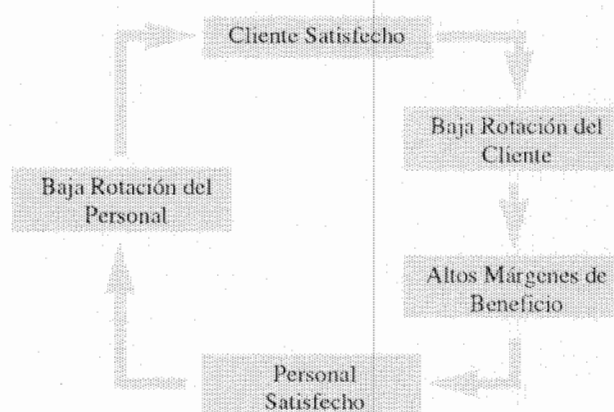 Cliente Satisfecho
Baja Rotación del
Cliente
Altos Márgenes de
Beneficio
Personal
Satisfecho
Baja Rotación del
Personal